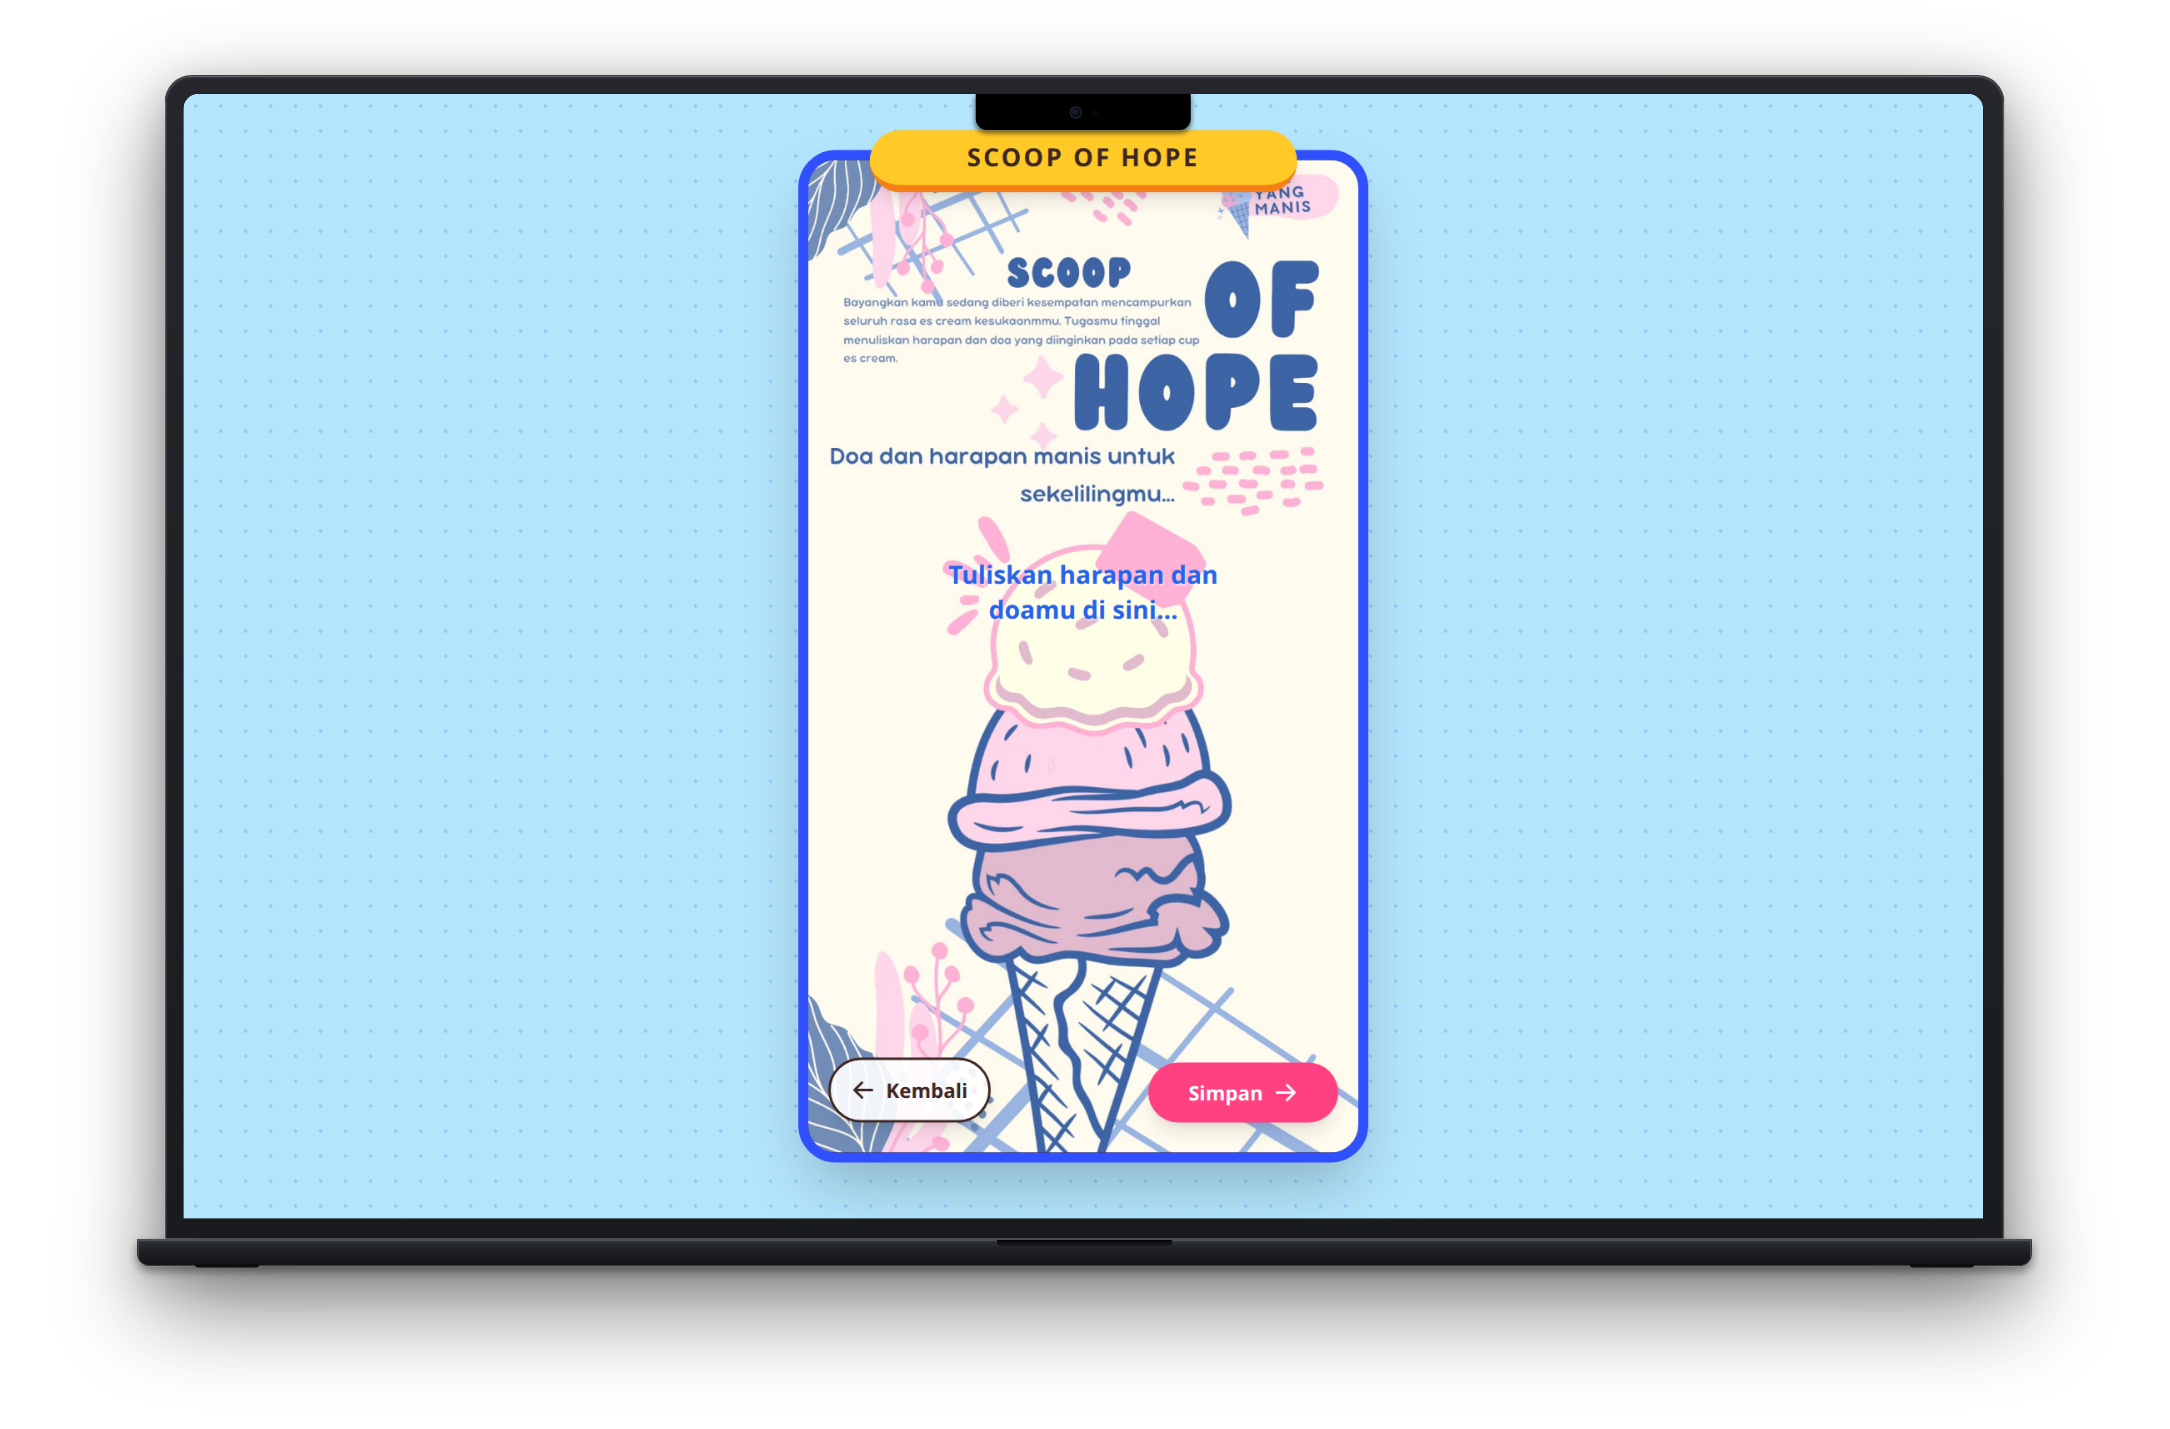 SCOOP OF HOPE
YANG
MANIS
SCOOP
OF
Bayangkan kamu sedang diberi kesempatan mencampurkan
seluruh rasa es cream kesukaanmmu. Tugasmu tinggal
menuliskan harapan dan doa yang diinginkan pada setiap cup
es cream.
HOPE
Doa dan harapan manis untuk
sekelilingmu...
Tuliskan harapan dan
doamu di sini...
Kembali
Simpan